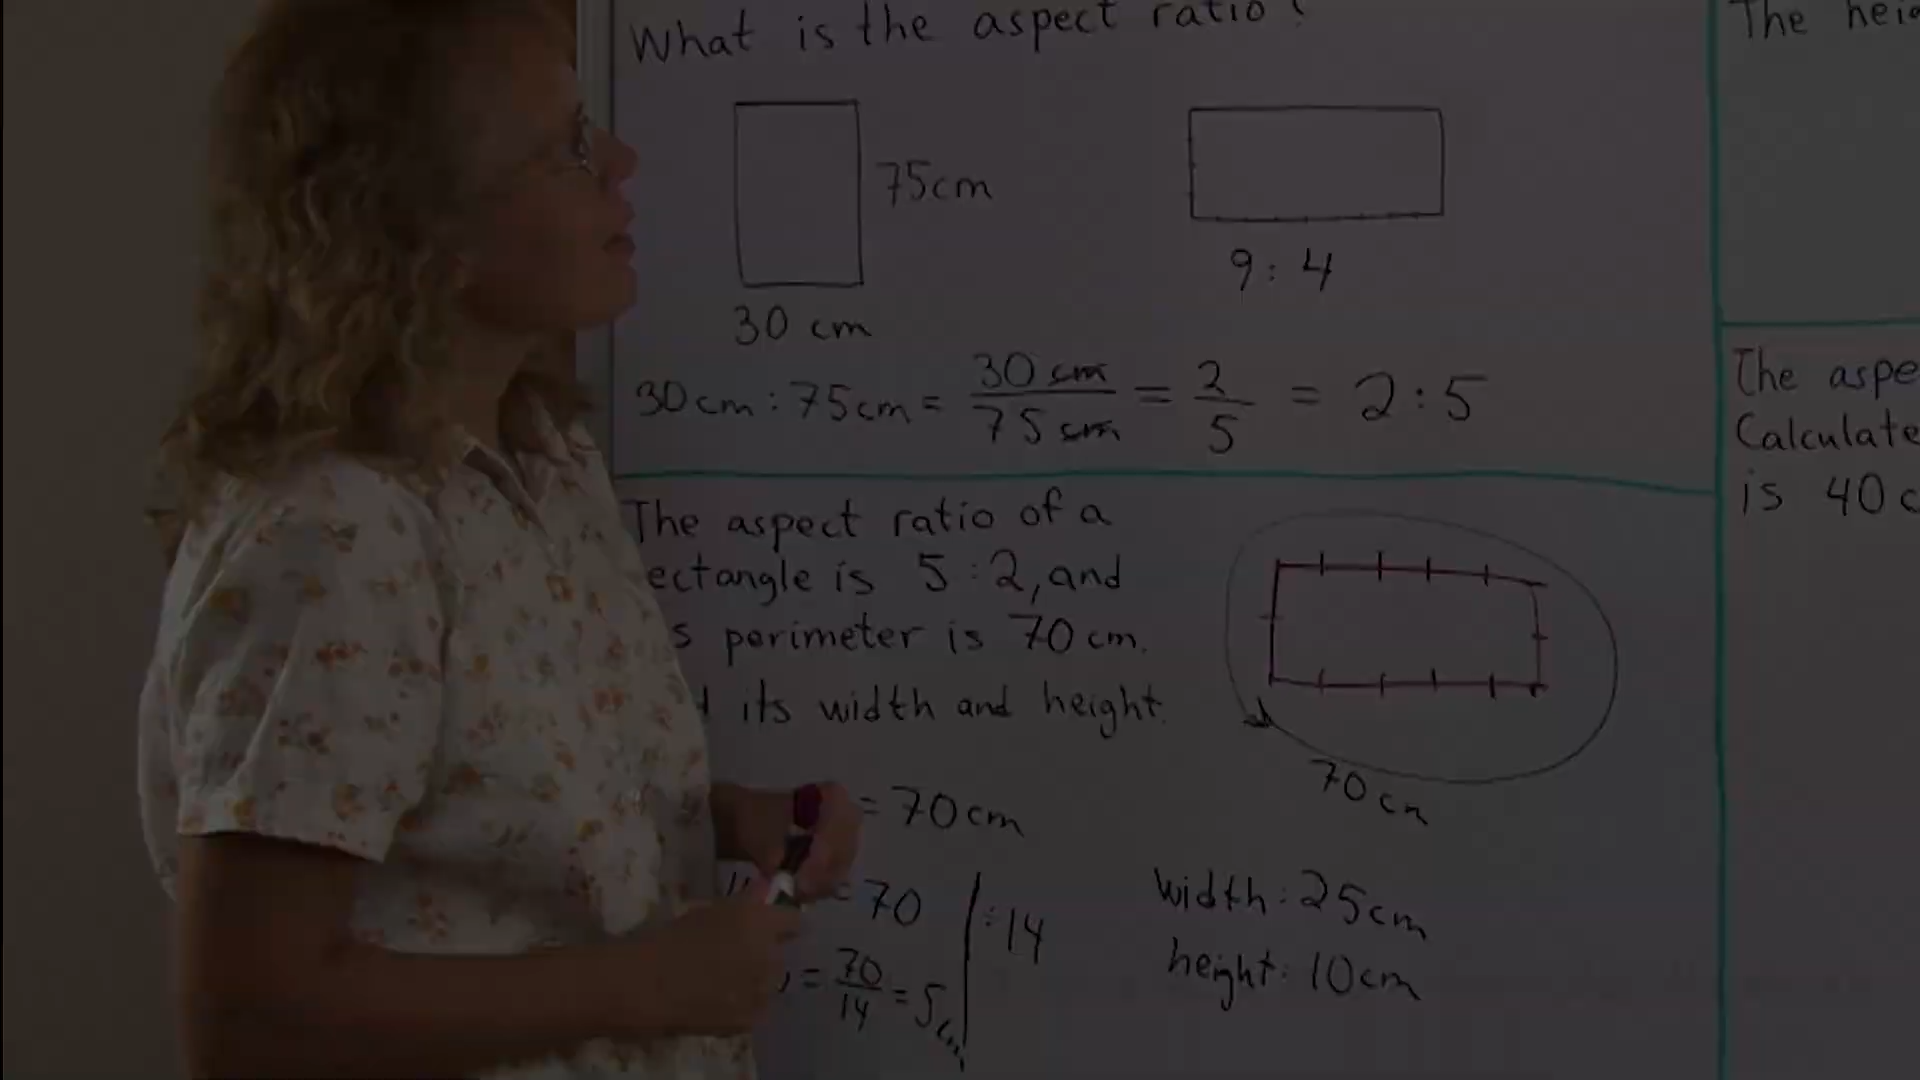 What is the aspect ratio?
75cm
30 cm
9 : 4
30cm : 75cm = 30 cm / 75 cm = 2 / 5 = 2 : 5
The aspect ratio of a
ectangle is 5 : 2, and
s perimeter is 70 cm.
its width and height.
70 cm
= 70cm
= 70 ÷14
= 70 / 14 = 5 cm
width: 25cm
height: 10cm
The hei
The aspe
Calculate
is 40 c